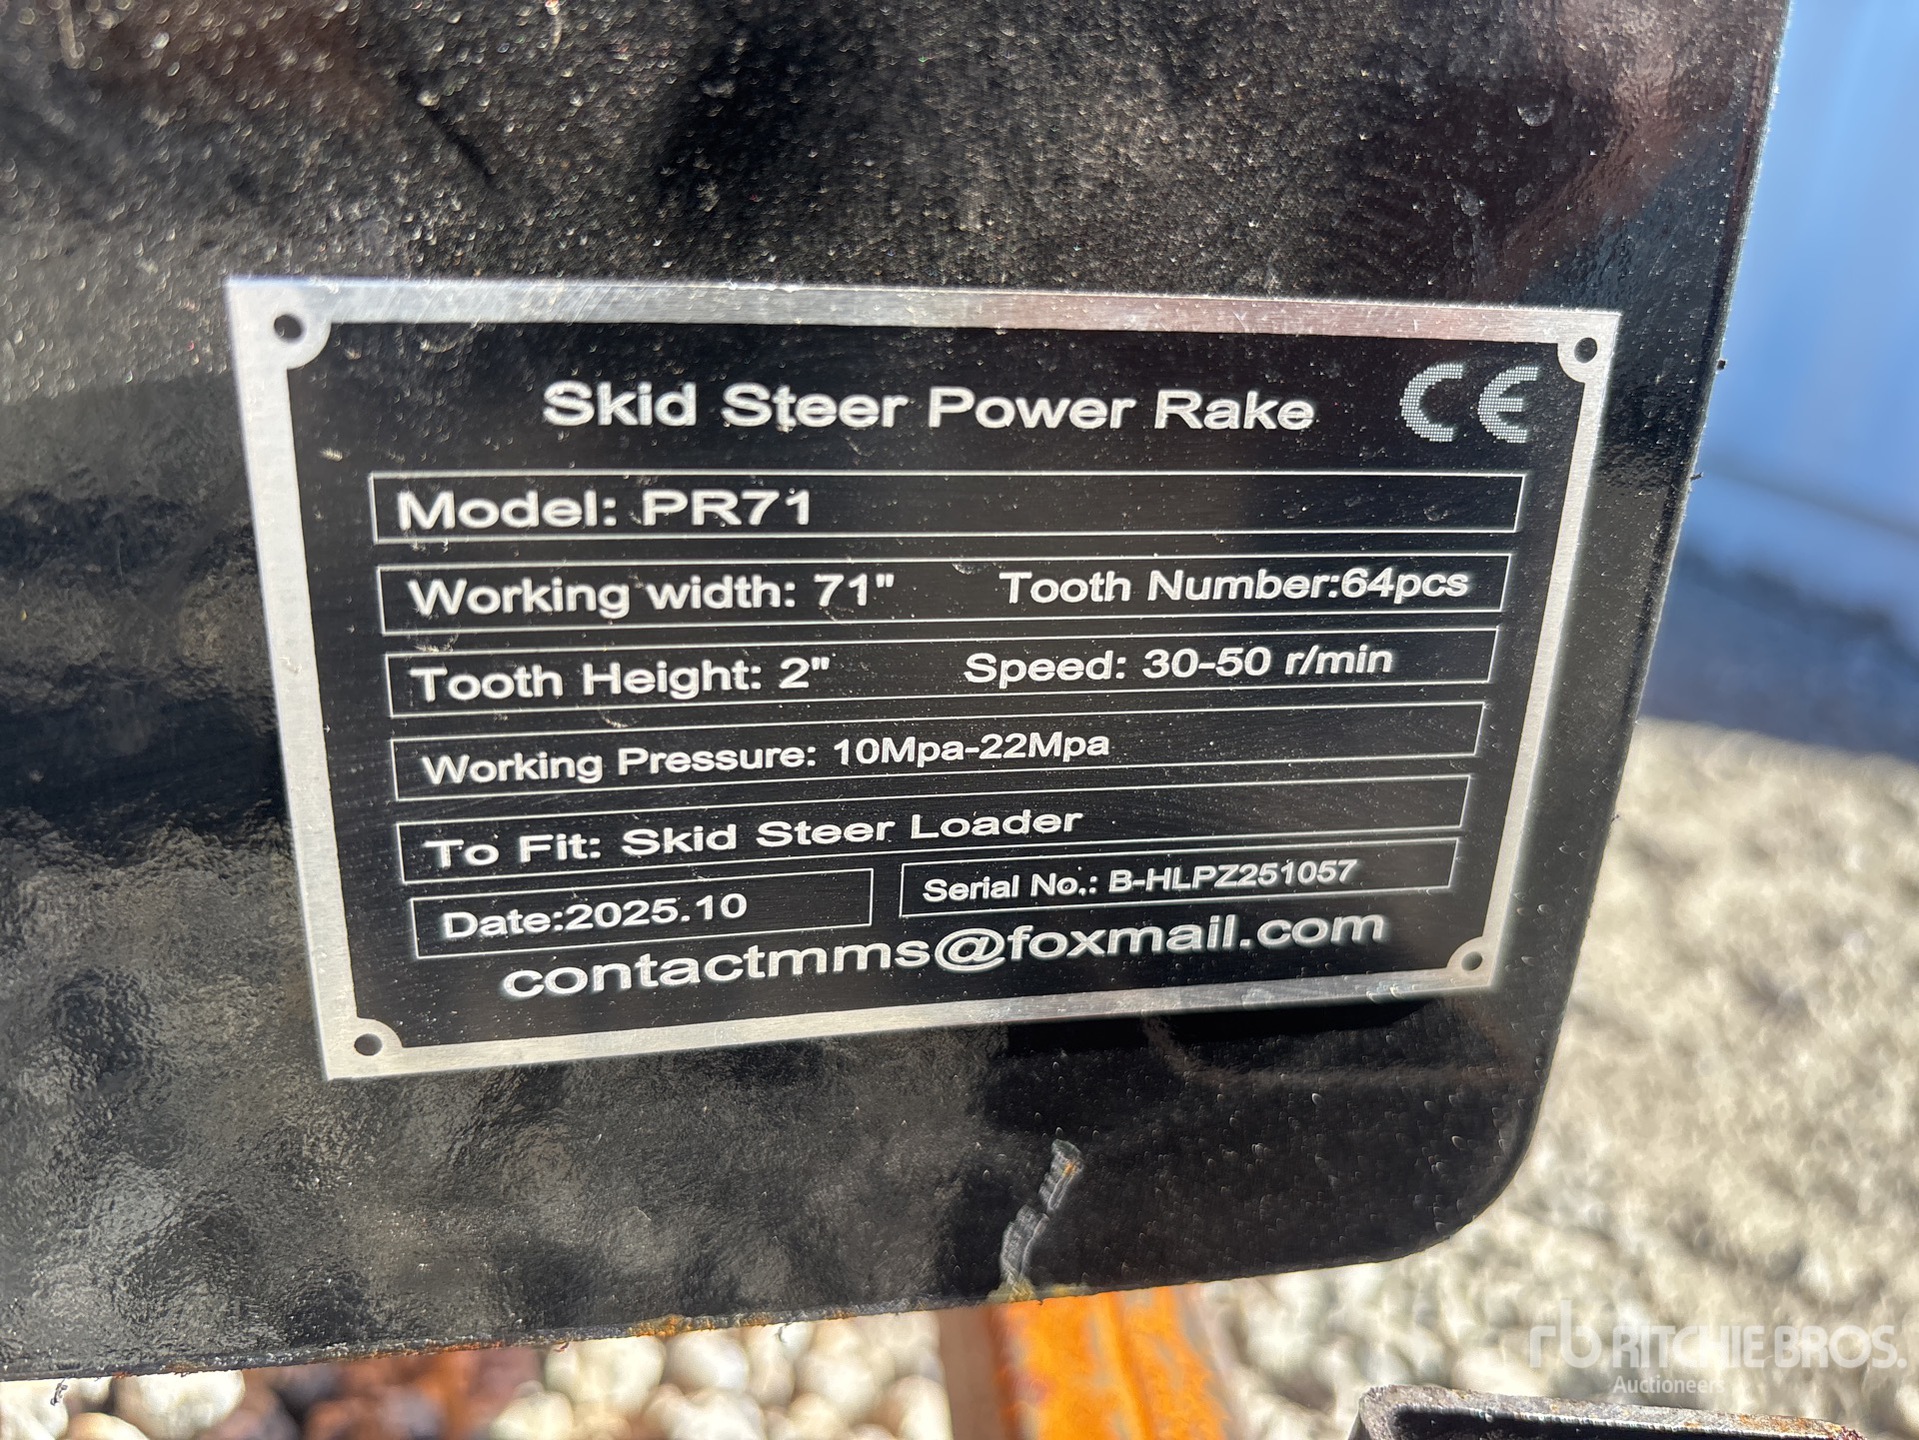 Skid Steer Power Rake CE
Model: PR71
Working width: 71" Tooth Number:64pcs
Tooth Height: 2" Speed: 30-50 r/min
Working Pressure: 10Mpa-22Mpa
To Fit: Skid Steer Loader
Date:2025.10 Serial No.: B-HLPZ251057
contactmms@foxmail.com
rb RITCHIE BROS.
Auctioneers